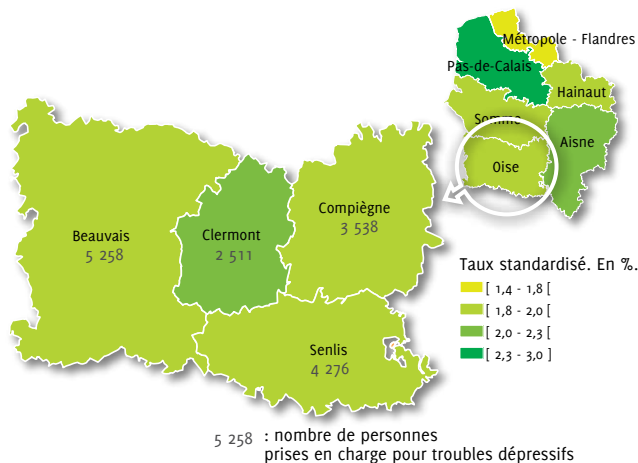 Métropole - Flandres
Pas-de-Calais
Hainaut
Somme
Aisne
Oise
Compiègne
3 538
Beauvais
5 258
Clermont
2 511
Senlis
4 276
Taux standardisé. En %.
[ 1,4 - 1,8 [
[ 1,8 - 2,0 [
[ 2,0 - 2,3 [
[ 2,3 - 3,0 ]
5 258 : nombre de personnes
prises en charge pour troubles dépressifs